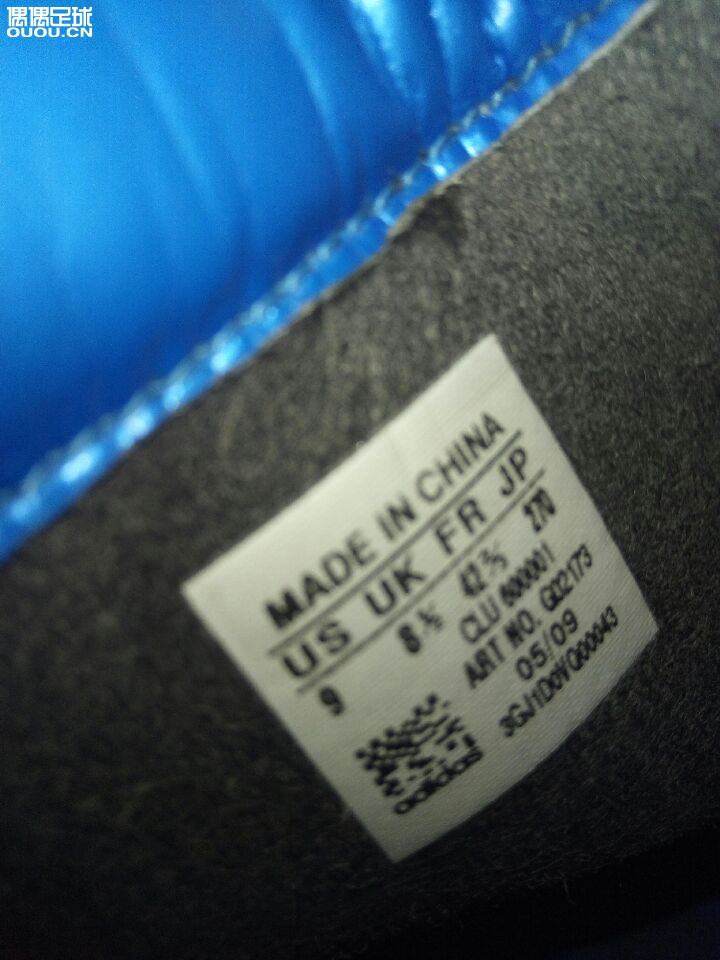 偶偶足球
OUOU.CN
MADE IN CHINA
US UK FR JP
9 8½ 42⅔ 270
CLU 600001
ART NO. G02173
05/09
adidas